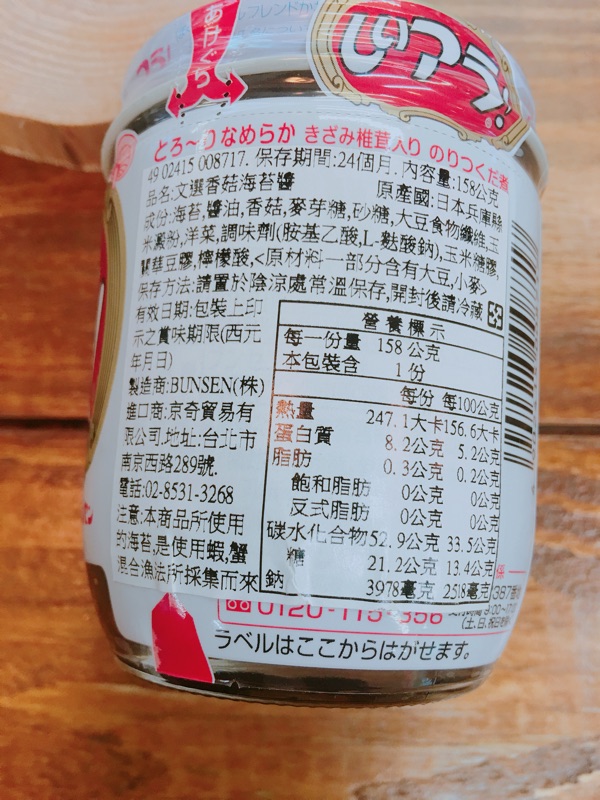 あけぐち
じつうぶ!
とろ~りなめらか きざみ椎茸入り のりつくだ煮
49 02415 008717. 保存期間:24個月. 內容量:158公克
品名:文選香菇海苔醬 原產國:日本兵庫縣
成份:海苔,醬油,香菇,麥芽糖,砂糖,大豆食物纖維,玉
米澱粉,洋菜,調味劑(胺基乙酸,L-麩酸鈉),玉米糖膠,
關華豆膠,檸檬酸,<原材料一部分含有大豆,小麥>
保存方法:請置於陰涼處常溫保存,開封後請冷藏
有效日期:包裝上印
示之賞味期限(西元
年月日)
製造商:BUNSEN(株)
進口商:京奇貿易有
限公司.地址:台北市
南京西路289號.
電話:02-8531-3268
注意:本商品所使用
的海苔,是使用蝦,蟹
混合漁法所採集而來
營養標示
每一份量 158公克
本包裝含 1份
每份 每100公克
熱量 247.1大卡 156.6大卡
蛋白質 8.2公克 5.2公克
脂肪 0.3公克 0.2公克
飽和脂肪 0公克 0公克
反式脂肪 0公克 0公克
碳水化合物 52.9公克 33.5公克
糖 21.2公克 13.4公克
鈉 3978毫克 2518毫克
367番地
0120-115-356
(土、日、祝日を除く
ラベルはここからはがせます。